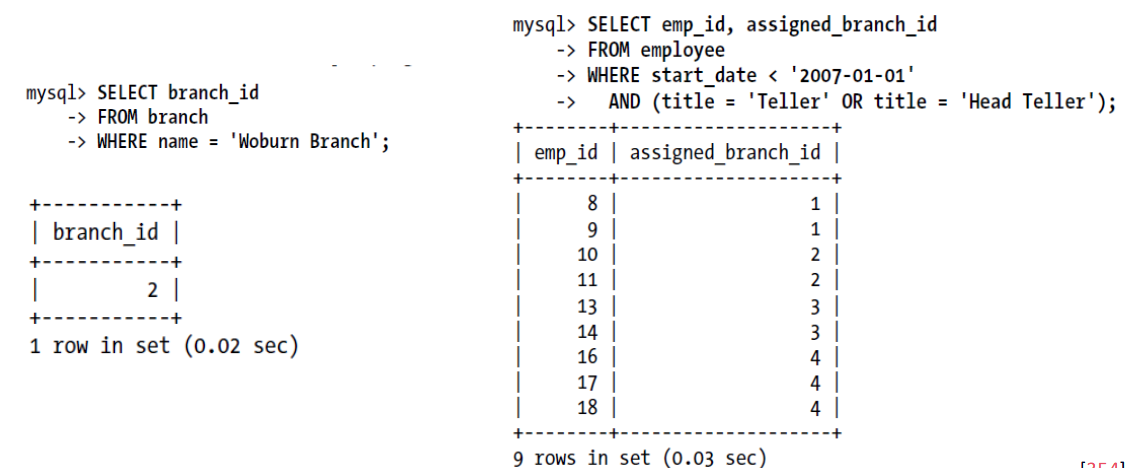 mysql> SELECT branch_id
-> FROM branch
-> WHERE name = 'Woburn Branch';
+-----------+
| branch_id |
+-----------+
| 2 |
+-----------+
1 row in set (0.02 sec)
mysql> SELECT emp_id, assigned_branch_id
-> FROM employee
-> WHERE start_date < '2007-01-01'
-> AND (title = 'Teller' OR title = 'Head Teller');
+--------+--------------------+
| emp_id | assigned_branch_id |
+--------+--------------------+
| 8 | 1 |
| 9 | 1 |
| 10 | 2 |
| 11 | 2 |
| 13 | 3 |
| 14 | 3 |
| 16 | 4 |
| 17 | 4 |
| 18 | 4 |
+--------+--------------------+
9 rows in set (0.03 sec)